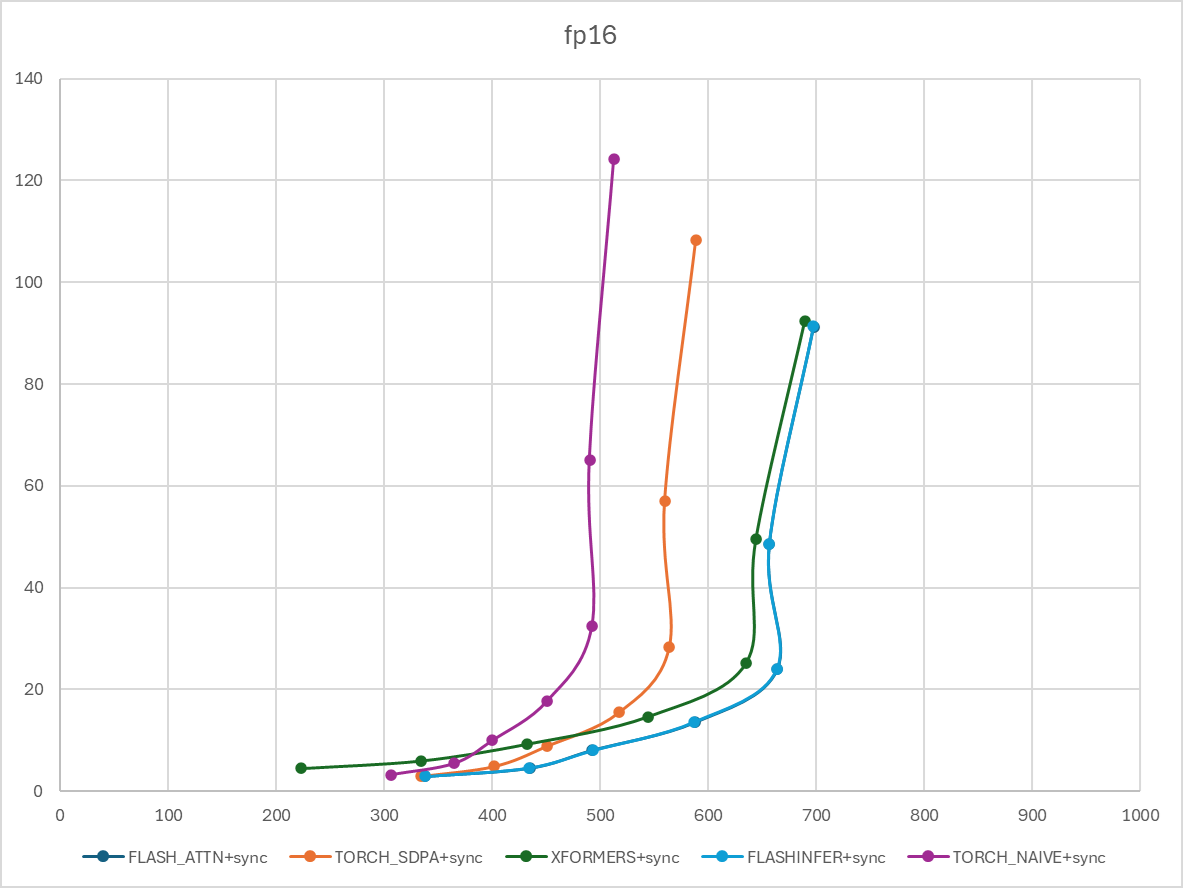 fp16
140
120
100
80
60
40
20
0
0 100 200 300 400 500 600 700 800 900 1000
FLASH_ATTN+sync TORCH_SDPA+sync XFORMERS+sync FLASHINFER+sync TORCH_NAIVE+sync